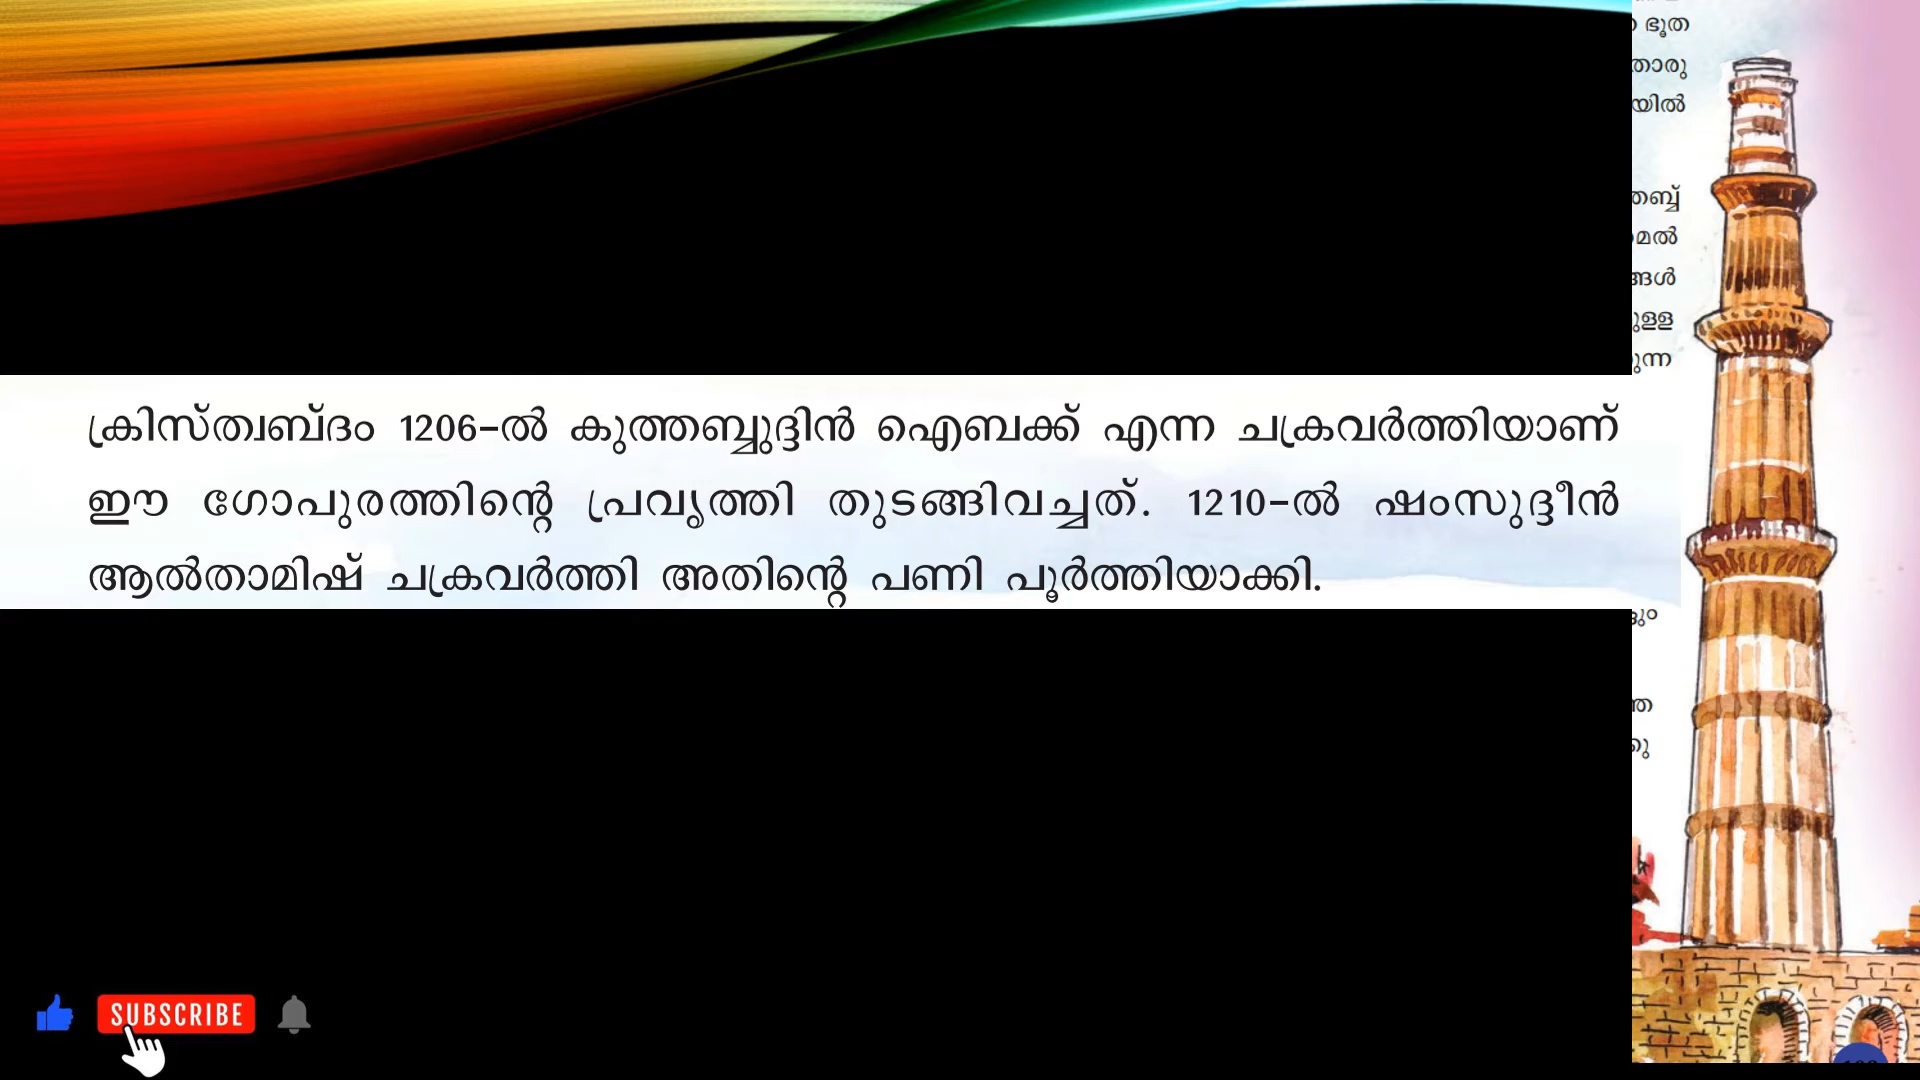 ഭൂത
യിൽ
ക്രിസ്ത്വബ്ദം 1206-ൽ കുത്തബ്ബുദ്ദിൻ ഐബക്ക് എന്ന ചക്രവർത്തിയാണ്
ഈ ഗോപുരത്തിന്റെ പ്രവൃത്തി തുടങ്ങിവച്ചത്. 1210-ൽ ഷംസുദ്ദീൻ
ആൽതാമിഷ് ചക്രവർത്തി അതിന്റെ പണി പൂർത്തിയാക്കി.
SUBSCRIBE